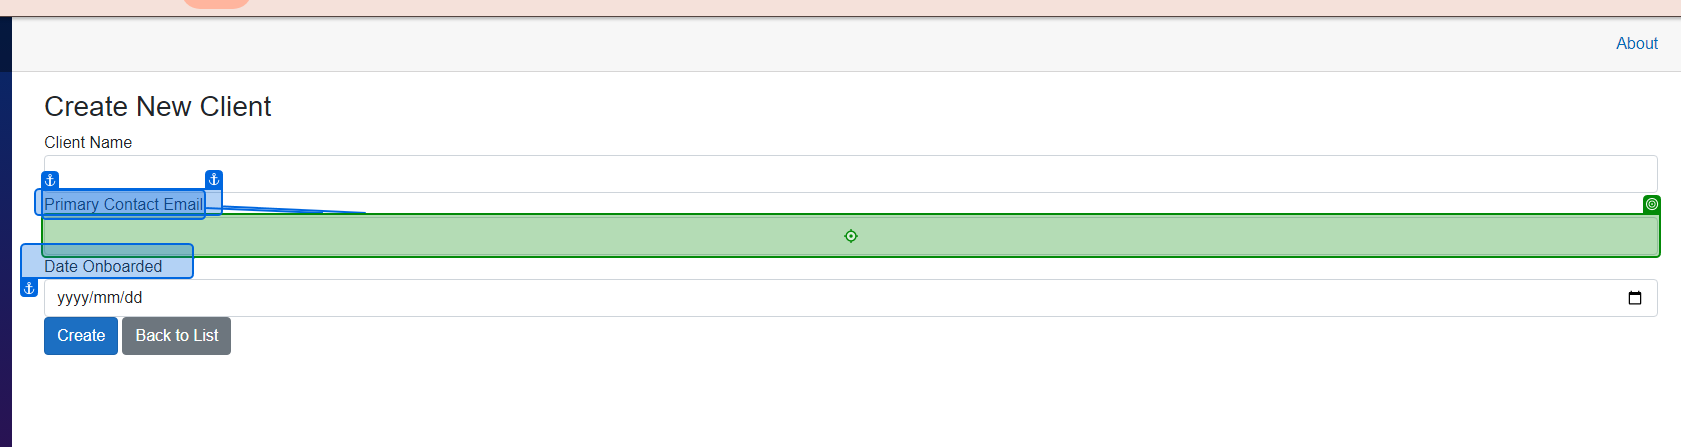 About
Create New Client
Client Name
Primary Contact Email
Date Onboarded
yyyy/mm/dd
Create
Back to List